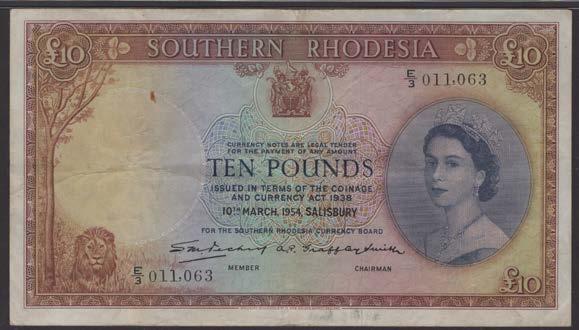 £10 SOUTHERN RHODESIA £10
E/3 011,063
CURRENCY NOTES ARE LEGAL TENDER
FOR THE PAYMENT OF ANY AMOUNT
TEN POUNDS
ISSUED IN TERMS OF THE COINAGE
AND CURRENCY ACT 1938
10TH MARCH, 1954, SALISBURY
FOR THE SOUTHERN RHODESIA CURRENCY BOARD
E/3 011,063
MEMBER CHAIRMAN
£10